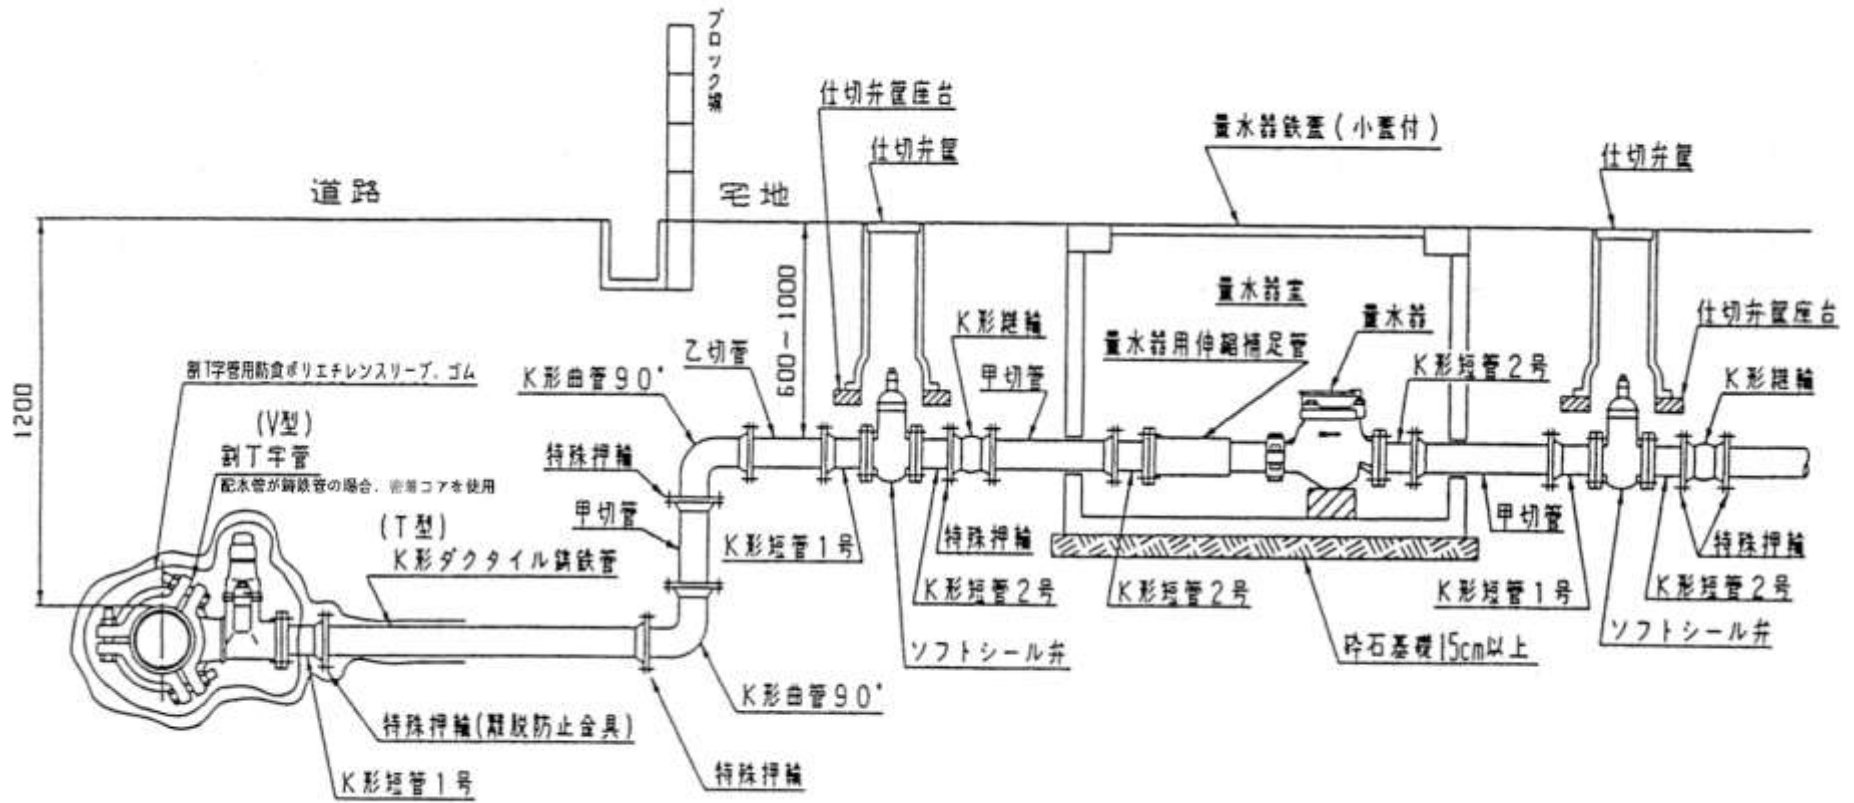 ブロック塀
仕切弁筐座台
仕切弁筐
量水器鉄蓋(小蓋付)
仕切弁筐
道路
宅地
1200
600～1000
量水器室
量水器
仕切弁筐座台
K形継輪
量水器用伸縮補足管
乙切管
甲切管
K形短管2号
K形継輪
割T字管用防食ポリエチレンスリーブ、ゴム
K形曲管90°
(V型)
割T字管
配水管が鋳鉄管の場合、密着コアを使用
特殊押輪
(T型)
甲切管
K形ダクタイル鋳鉄管
K形短管1号
特殊押輪
甲切管
特殊押輪
K形短管2号
K形短管2号
K形短管1号
K形短管2号
ソフトシール弁
砕石基礎15cm以上
ソフトシール弁
K形曲管90°
特殊押輪(離脱防止金具)
特殊押輪
K形短管1号